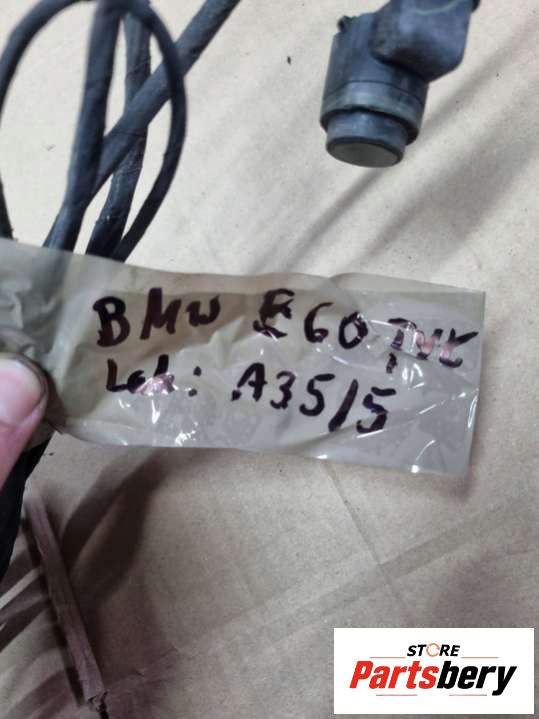 BMW E60 TYŁ
Lok: A35/5
STORE
Partsbery